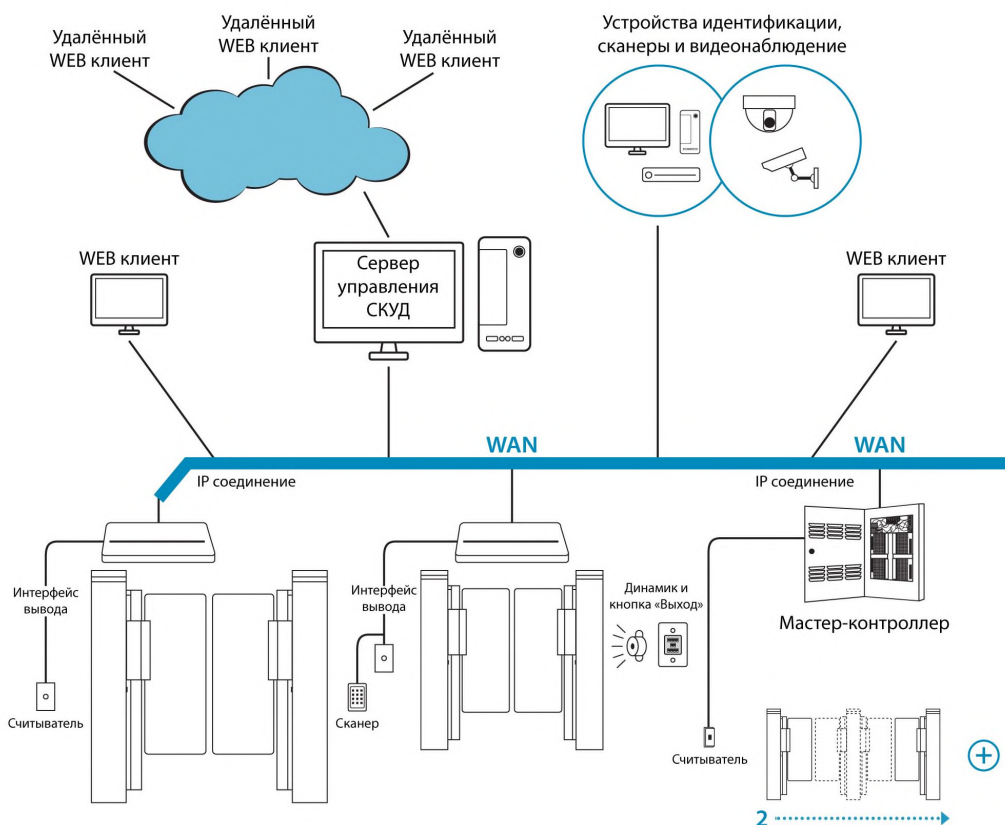 Удалённый
WEB клиент
Удалённый
WEB клиент
Удалённый
WEB клиент
Устройства идентификации,
сканеры и видеонаблюдение
WEB клиент
Сервер
управления
СКУД
WEB клиент
WAN
WAN
IP соединение
IP соединение
Интерфейс
вывода
Интерфейс
вывода
Динамик и
кнопка «Выход»
Мастер-контроллер
Считыватель
Сканер
Считыватель
2